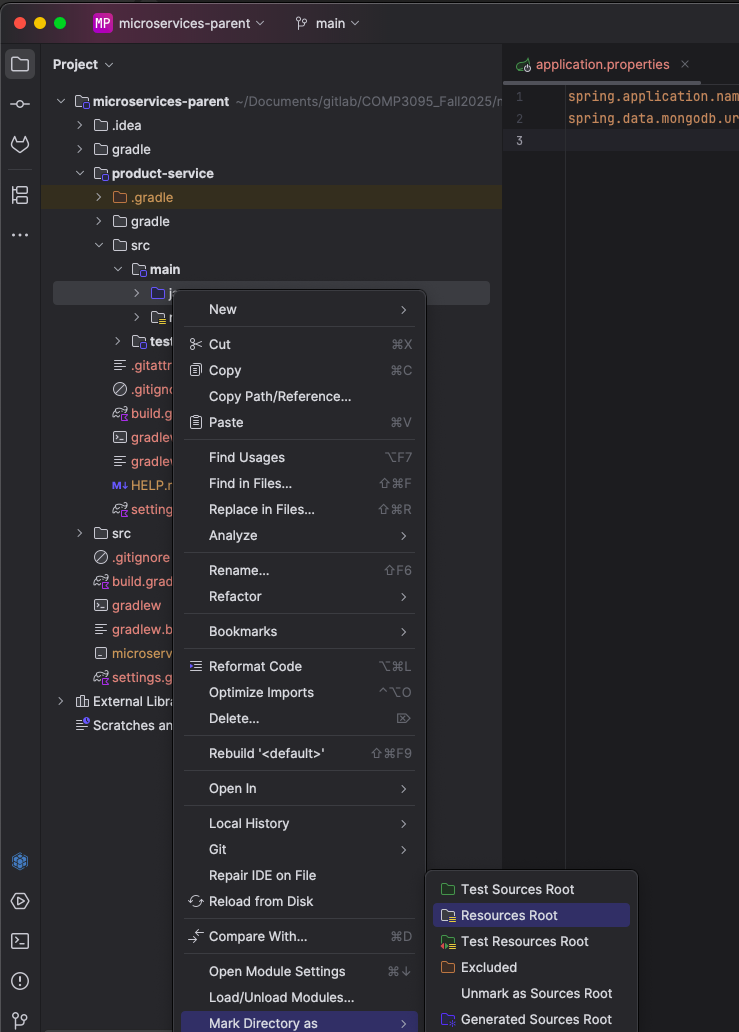 MP microservices-parent main
Project
microservices-parent ~/Documents/gitlab/COMP3095_Fall2025/
.idea
gradle
product-service
.gradle
gradle
src
main
test
.gitattr
.gitigno
build.g
gradlew
gradlew
HELP.
setting
src
.gitignore
build.grad
gradlew
gradlew.b
microserv
settings.g
External Libra
Scratches an
application.properties
1 spring.application.nam
2 spring.data.mongodb.ur
3
New
Cut ⌘X
Copy ⌘C
Copy Path/Reference...
Paste ⌘V
Find Usages ⌥F7
Find in Files... ⇧⌘F
Replace in Files... ⇧⌘R
Analyze
Rename... ⇧F6
Refactor
Bookmarks
Reformat Code ⌥⌘L
Optimize Imports ^⌥O
Delete... ⌦
Rebuild '<default>' ⇧⌘F9
Open In
Local History
Git
Repair IDE on File
Reload from Disk
Compare With... ⌘D
Open Module Settings ⌘↓
Load/Unload Modules...
Mark Directory as
Test Sources Root
Resources Root
Test Resources Root
Excluded
Unmark as Sources Root
Generated Sources Root